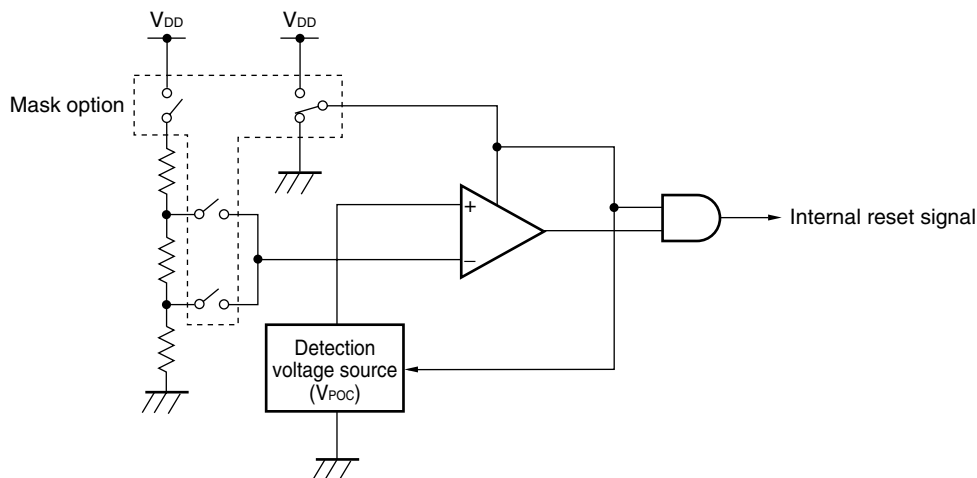 VDD
VDD
Mask option
+
−
Internal reset signal
Detection
voltage source
(VPOC)